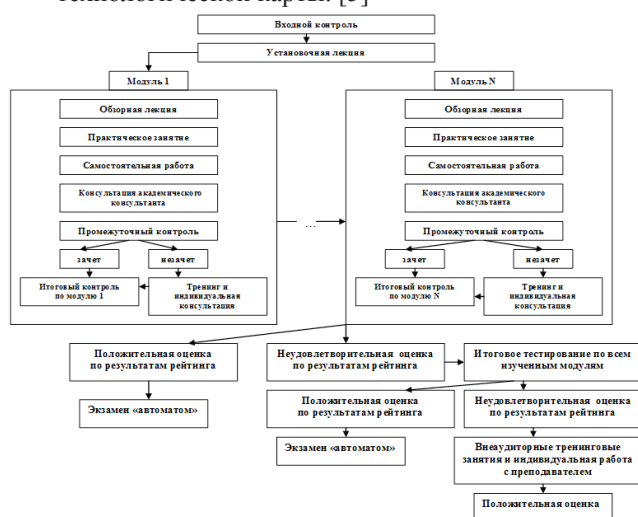 технологической карты. [5]
Входной контроль
Установочная лекция
Модуль 1
Модуль N
Обзорная лекция
Практическое занятие
Самостоятельная работа
Консультация академического
консультанта
Промежуточный контроль
зачет
незачет
Итоговый контроль
по модулю 1
Тренинг и
индивидуальная
консультация
...
Обзорная лекция
Практическое занятие
Самостоятельная работа
Консультация академического
консультанта
Промежуточный контроль
зачет
незачет
Итоговый контроль
по модулю N
Тренинг и
индивидуальная
консультация
Положительная оценка
по результатам рейтинга
Неудовлетворительная оценка
по результатам рейтинга
Итоговое тестирование по всем
изученным модулям
Экзамен «автоматом»
Положительная оценка
по результатам рейтинга
Неудовлетворительная оценка
по результатам рейтинга
Экзамен «автоматом»
Внеаудиторные тренинговые
занятия и индивидуальная работа
с преподавателем
Положительная оценка